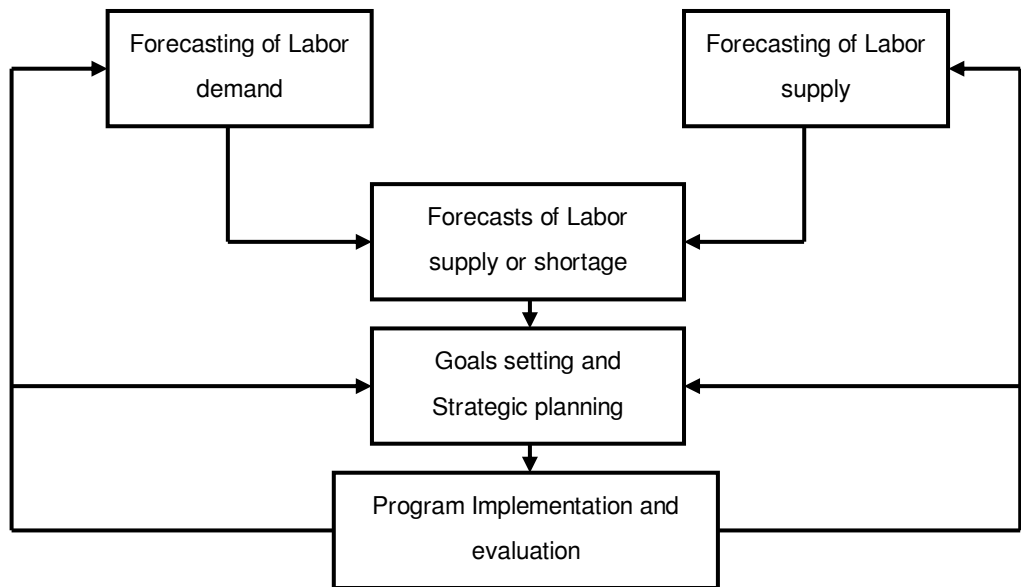 Forecasting of Labor
demand
Forecasting of Labor
supply
Forecasts of Labor
supply or shortage
Goals setting and
Strategic planning
Program Implementation and
evaluation